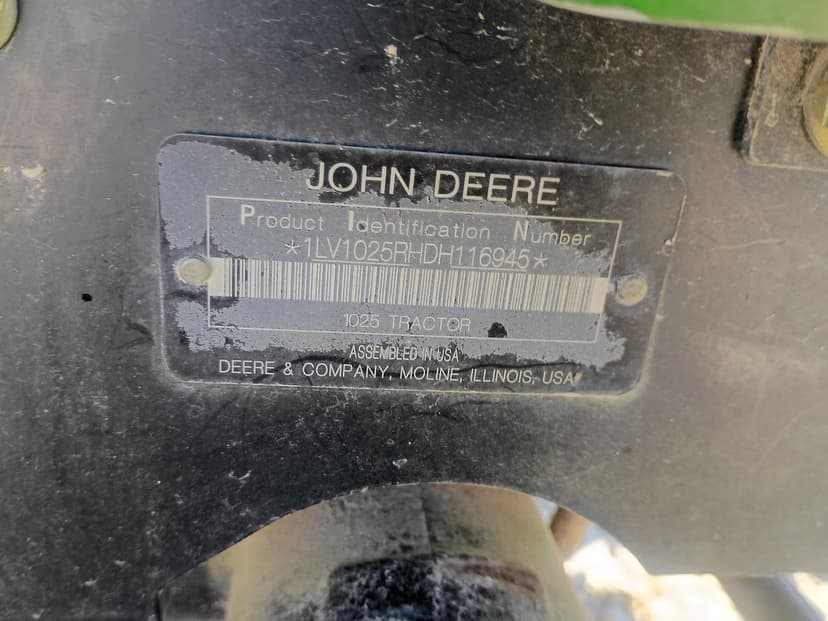 JOHN DEERE
Product Identification Number
*1LV1025RHDH116945*
1025 TRACTOR
ASSEMBLED IN USA
DEERE & COMPANY, MOLINE, ILLINOIS, USA